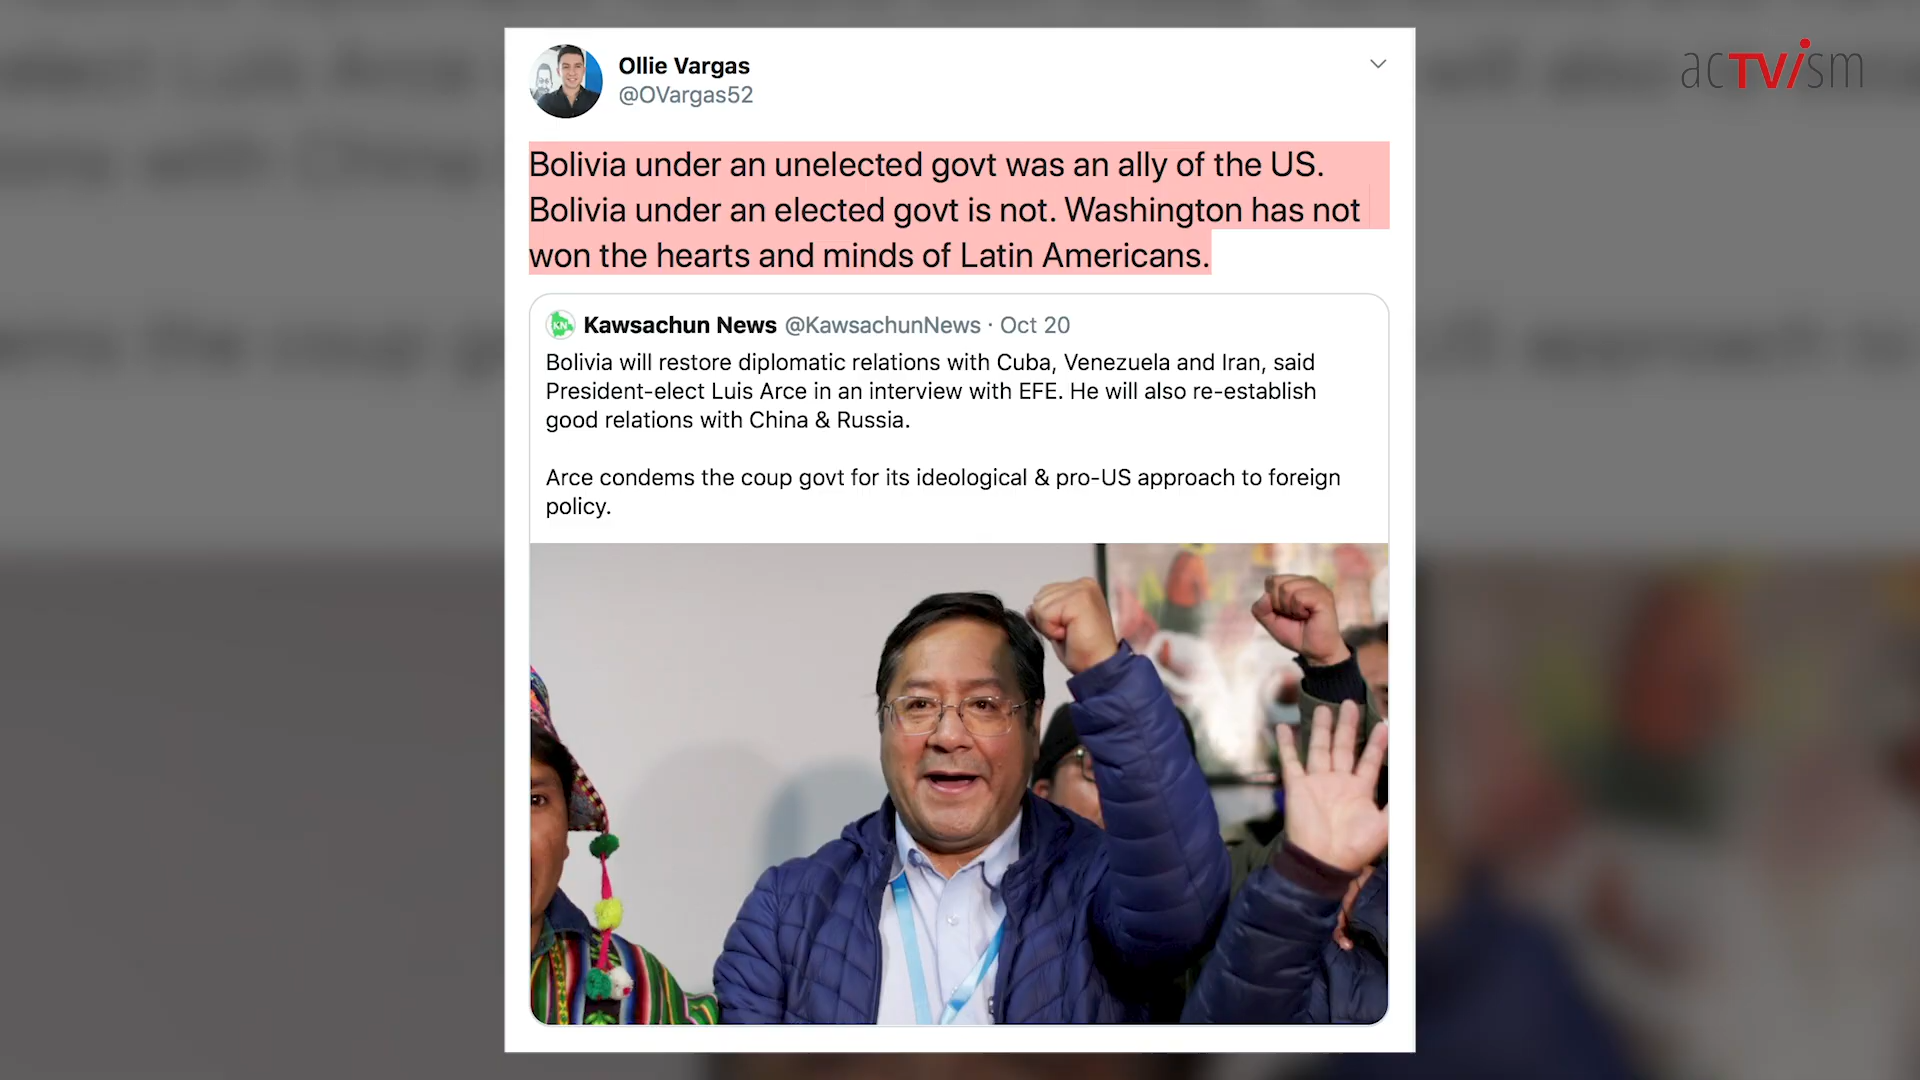 acTVism
Ollie Vargas
@OVargas52
Bolivia under an unelected govt was an ally of the US.
Bolivia under an elected govt is not. Washington has not
won the hearts and minds of Latin Americans.
KN
Kawsachun News @KawsachunNews · Oct 20
Bolivia will restore diplomatic relations with Cuba, Venezuela and Iran, said
President-elect Luis Arce in an interview with EFE. He will also re-establish
good relations with China & Russia.
Arce condems the coup govt for its ideological & pro-US approach to foreign
policy.